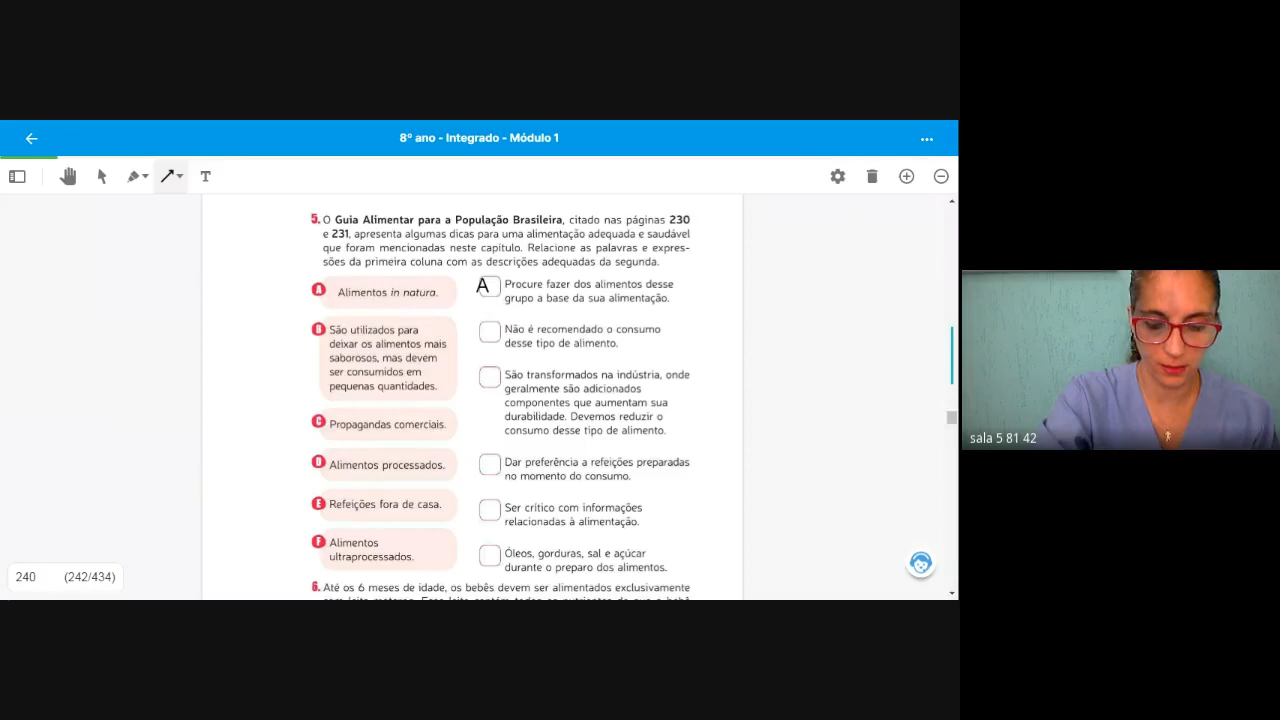 8º ano - Integrado - Módulo 1
T
5. O Guia Alimentar para a População Brasileira, citado nas páginas 230
e 231, apresenta algumas dicas para uma alimentação adequada e saudável
que foram mencionadas neste capítulo. Relacione as palavras e expres-
sões da primeira coluna com as descrições adequadas da segunda.
A Alimentos in natura.
B São utilizados para
deixar os alimentos mais
saborosos, mas devem
ser consumidos em
pequenas quantidades.
C Propagandas comerciais.
D Alimentos processados.
E Refeições fora de casa.
F Alimentos
ultraprocessados.
A Procure fazer dos alimentos desse
grupo a base da sua alimentação.
Não é recomendado o consumo
desse tipo de alimento.
São transformados na indústria, onde
geralmente são adicionados
componentes que aumentam sua
durabilidade. Devemos reduzir o
consumo desse tipo de alimento.
Dar preferência a refeições preparadas
no momento do consumo.
Ser crítico com informações
relacionadas à alimentação.
Óleos, gorduras, sal e açúcar
durante o preparo dos alimentos.
6. Até os 6 meses de idade, os bebês devem ser alimentados exclusivamente
240 (242/434)
sala 5 81 42